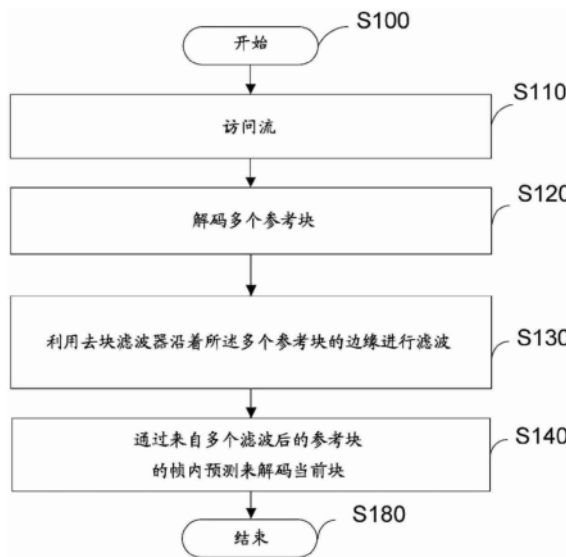 开始
S100
访问流
S110
解码多个参考块
S120
利用去块滤波器沿着所述多个参考块的边缘进行滤波
S130
通过来自多个滤波后的参考块
的帧内预测来解码当前块
S140
结束
S180